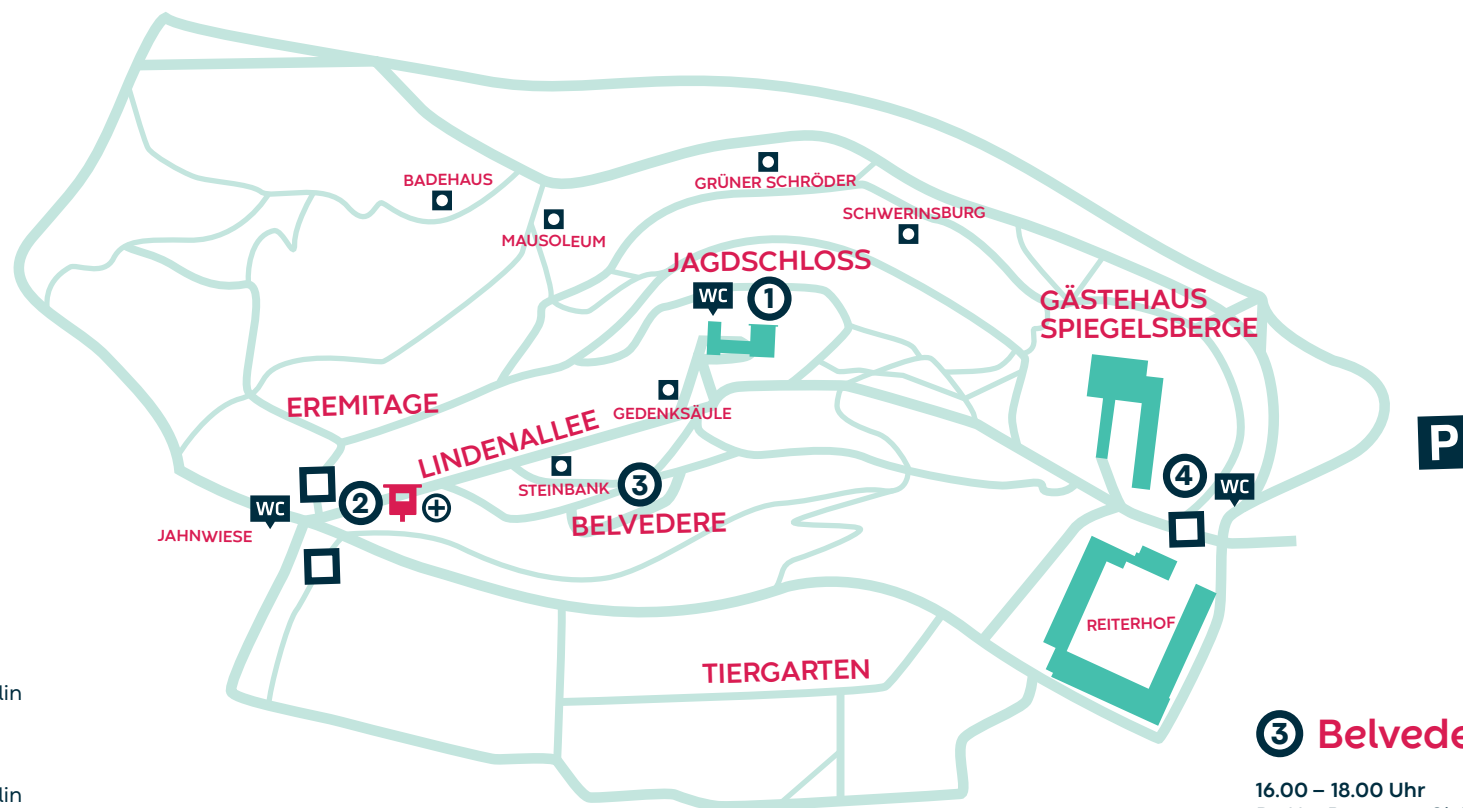 BADEHAUS
GRÜNER SCHRÖDER
SCHWERINSBURG
MAUSOLEUM
JAGDSCHLOSS
WC
1
GÄSTEHAUS
SPIEGELSBERGE
EREMITAGE
GEDENKSÄULE
LINDENALLEE
P
STEINBANK
3
4
WC
WC
2
BELVEDERE
JAHNWIESE
REITERHOF
TIERGARTEN
lin
3 Belvede
16.00 – 18.00 Uhr
lin